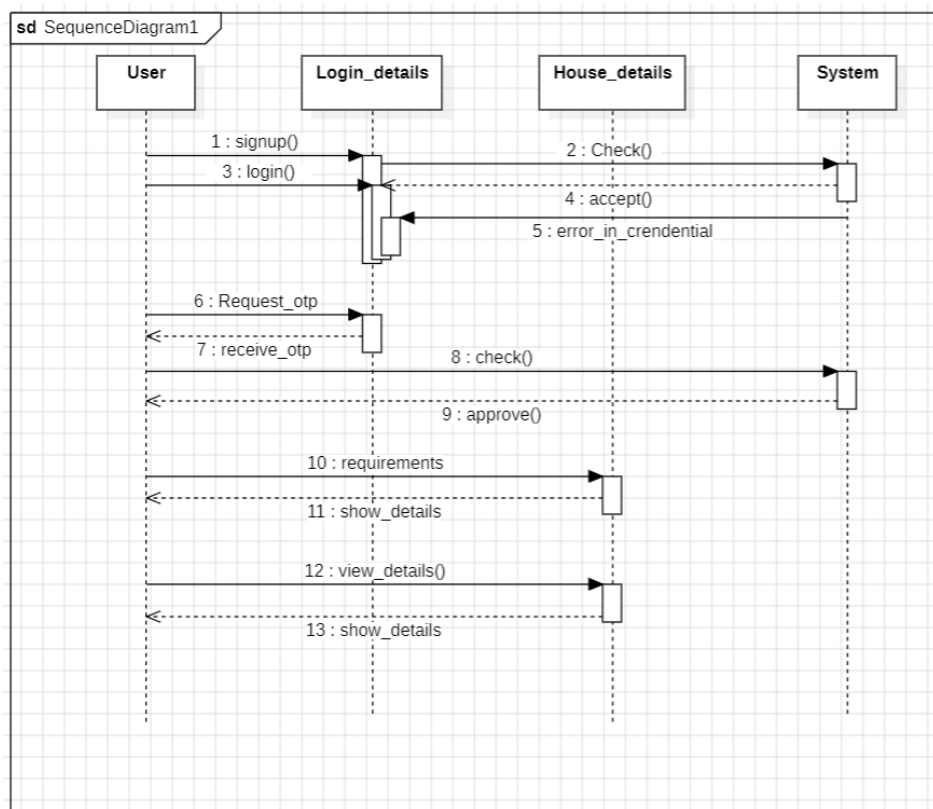 sd SequenceDiagram1
User
Login_details
House_details
System
1 : signup()
2 : Check()
3 : login()
4 : accept()
5 : error_in_crendential
6 : Request_otp
7 : receive_otp
8 : check()
9 : approve()
10 : requirements
11 : show_details
12 : view_details()
13 : show_details